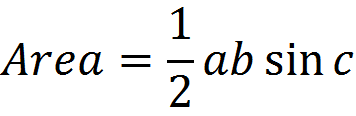 Area = 1/2 ab sin c